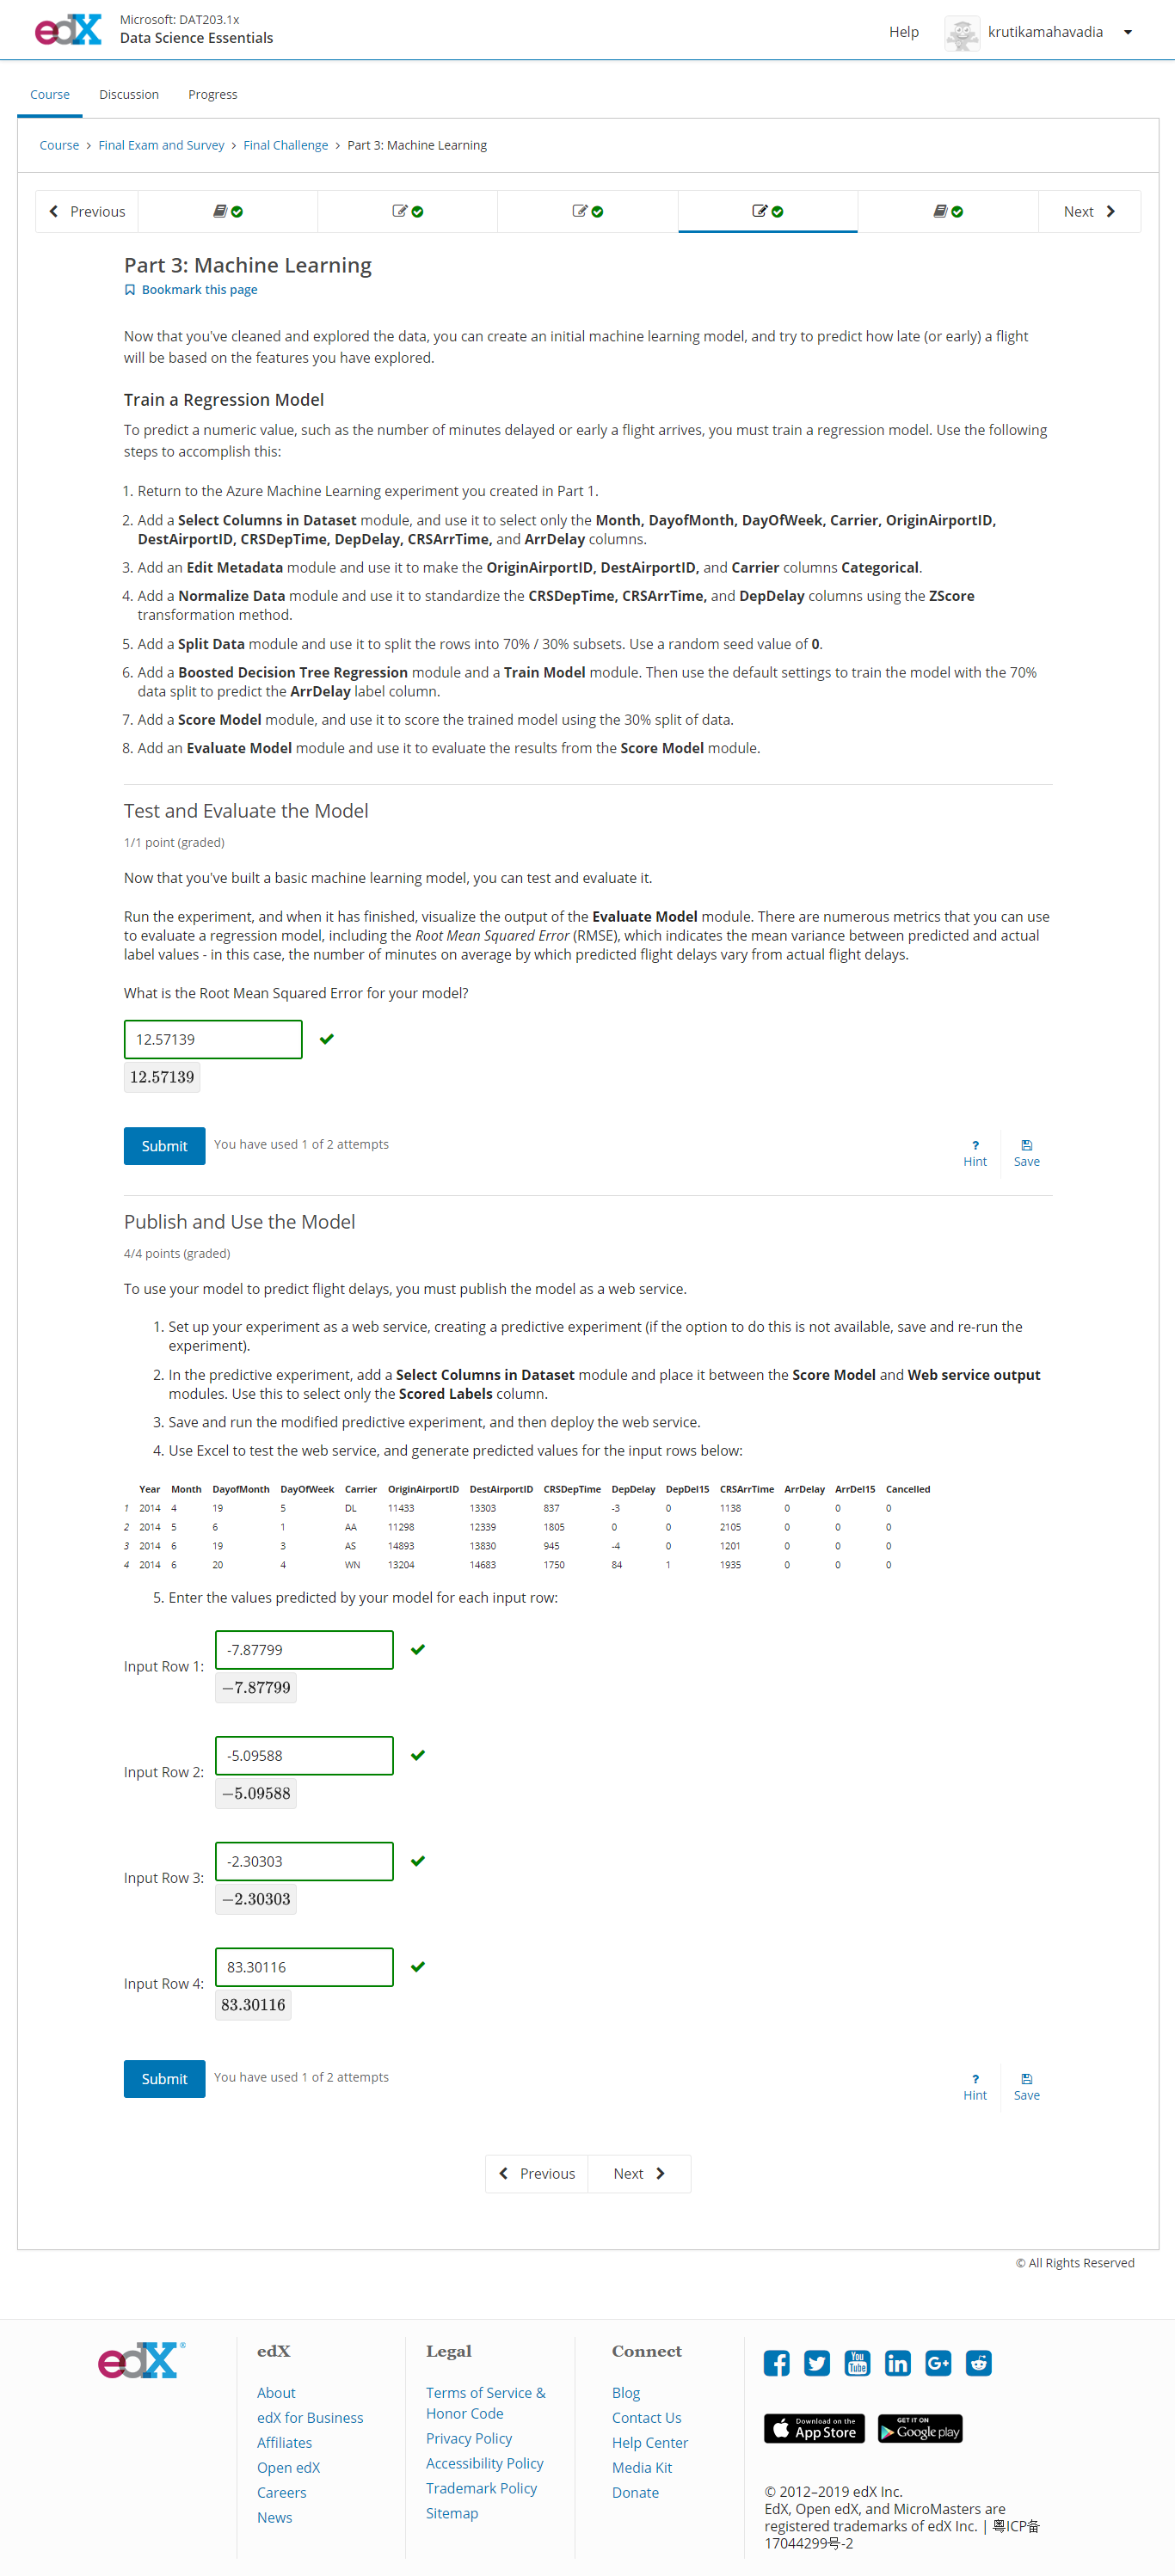 edX
Microsoft: DAT203.1x
Data Science Essentials
Help
krutikamahavadia
Course
Discussion
Progress
Course > Final Exam and Survey > Final Challenge > Part 3: Machine Learning
Previous
Next
Part 3: Machine Learning
Bookmark this page
Now that you've cleaned and explored the data, you can create an initial machine learning model, and try to predict how late (or early) a flight
will be based on the features you have explored.
Train a Regression Model
To predict a numeric value, such as the number of minutes delayed or early a flight arrives, you must train a regression model. Use the following
steps to accomplish this:
1. Return to the Azure Machine Learning experiment you created in Part 1.
2. Add a Select Columns in Dataset module, and use it to select only the Month, DayofMonth, DayOfWeek, Carrier, OriginAirportID,
DestAirportID, CRSDepTime, DepDelay, CRSArrTime, and ArrDelay columns.
3. Add an Edit Metadata module and use it to make the OriginAirportID, DestAirportID, and Carrier columns Categorical.
4. Add a Normalize Data module and use it to standardize the CRSDepTime, CRSArrTime, and DepDelay columns using the ZScore
transformation method.
5. Add a Split Data module and use it to split the rows into 70% / 30% subsets. Use a random seed value of 0.
6. Add a Boosted Decision Tree Regression module and a Train Model module. Then use the default settings to train the model with the 70%
data split to predict the ArrDelay label column.
7. Add a Score Model module, and use it to score the trained model using the 30% split of data.
8. Add an Evaluate Model module and use it to evaluate the results from the Score Model module.
Test and Evaluate the Model
1/1 point (graded)
Now that you've built a basic machine learning model, you can test and evaluate it.
Run the experiment, and when it has finished, visualize the output of the Evaluate Model module. There are numerous metrics that you can use
to evaluate a regression model, including the Root Mean Squared Error (RMSE), which indicates the mean variance between predicted and actual
label values - in this case, the number of minutes on average by which predicted flight delays vary from actual flight delays.
What is the Root Mean Squared Error for your model?
12.57139
12.57139
Submit
You have used 1 of 2 attempts
? Hint
Save
Publish and Use the Model
4/4 points (graded)
To use your model to predict flight delays, you must publish the model as a web service.
1. Set up your experiment as a web service, creating a predictive experiment (if the option to do this is not available, save and re-run the
experiment).
2. In the predictive experiment, add a Select Columns in Dataset module and place it between the Score Model and Web service output
modules. Use this to select only the Scored Labels column.
3. Save and run the modified predictive experiment, and then deploy the web service.
4. Use Excel to test the web service, and generate predicted values for the input rows below:
Year Month DayofMonth DayOfWeek Carrier OriginAirportID DestAirportID CRSDepTime DepDelay DepDel15 CRSArrTime ArrDelay ArrDel15 Cancelled
1 2014 4 19 5 DL 11433 13303 837 -3 0 1138 0 0 0
2 2014 5 6 1 AA 11298 12339 1805 0 0 2105 0 0 0
3 2014 6 19 3 AS 14893 13830 945 -4 0 1201 0 0 0
4 2014 6 20 4 WN 13204 14683 1750 84 1 1935 0 0 0
5. Enter the values predicted by your model for each input row:
Input Row 1:
-7.87799
−7.87799
Input Row 2:
-5.09588
−5.09588
Input Row 3:
-2.30303
−2.30303
Input Row 4:
83.30116
83.30116
Submit
You have used 1 of 2 attempts
? Hint
Save
Previous
Next
© All Rights Reserved
edX®
edX
About
edX for Business
Affiliates
Open edX
Careers
News
Legal
Terms of Service &
Honor Code
Privacy Policy
Accessibility Policy
Trademark Policy
Sitemap
Connect
Blog
Contact Us
Help Center
Media Kit
Donate
You Tube
in
G+
Download on the
App Store
GET IT ON
Google play
© 2012–2019 edX Inc.
EdX, Open edX, and MicroMasters are
registered trademarks of edX Inc. | 粤ICP备
17044299号-2